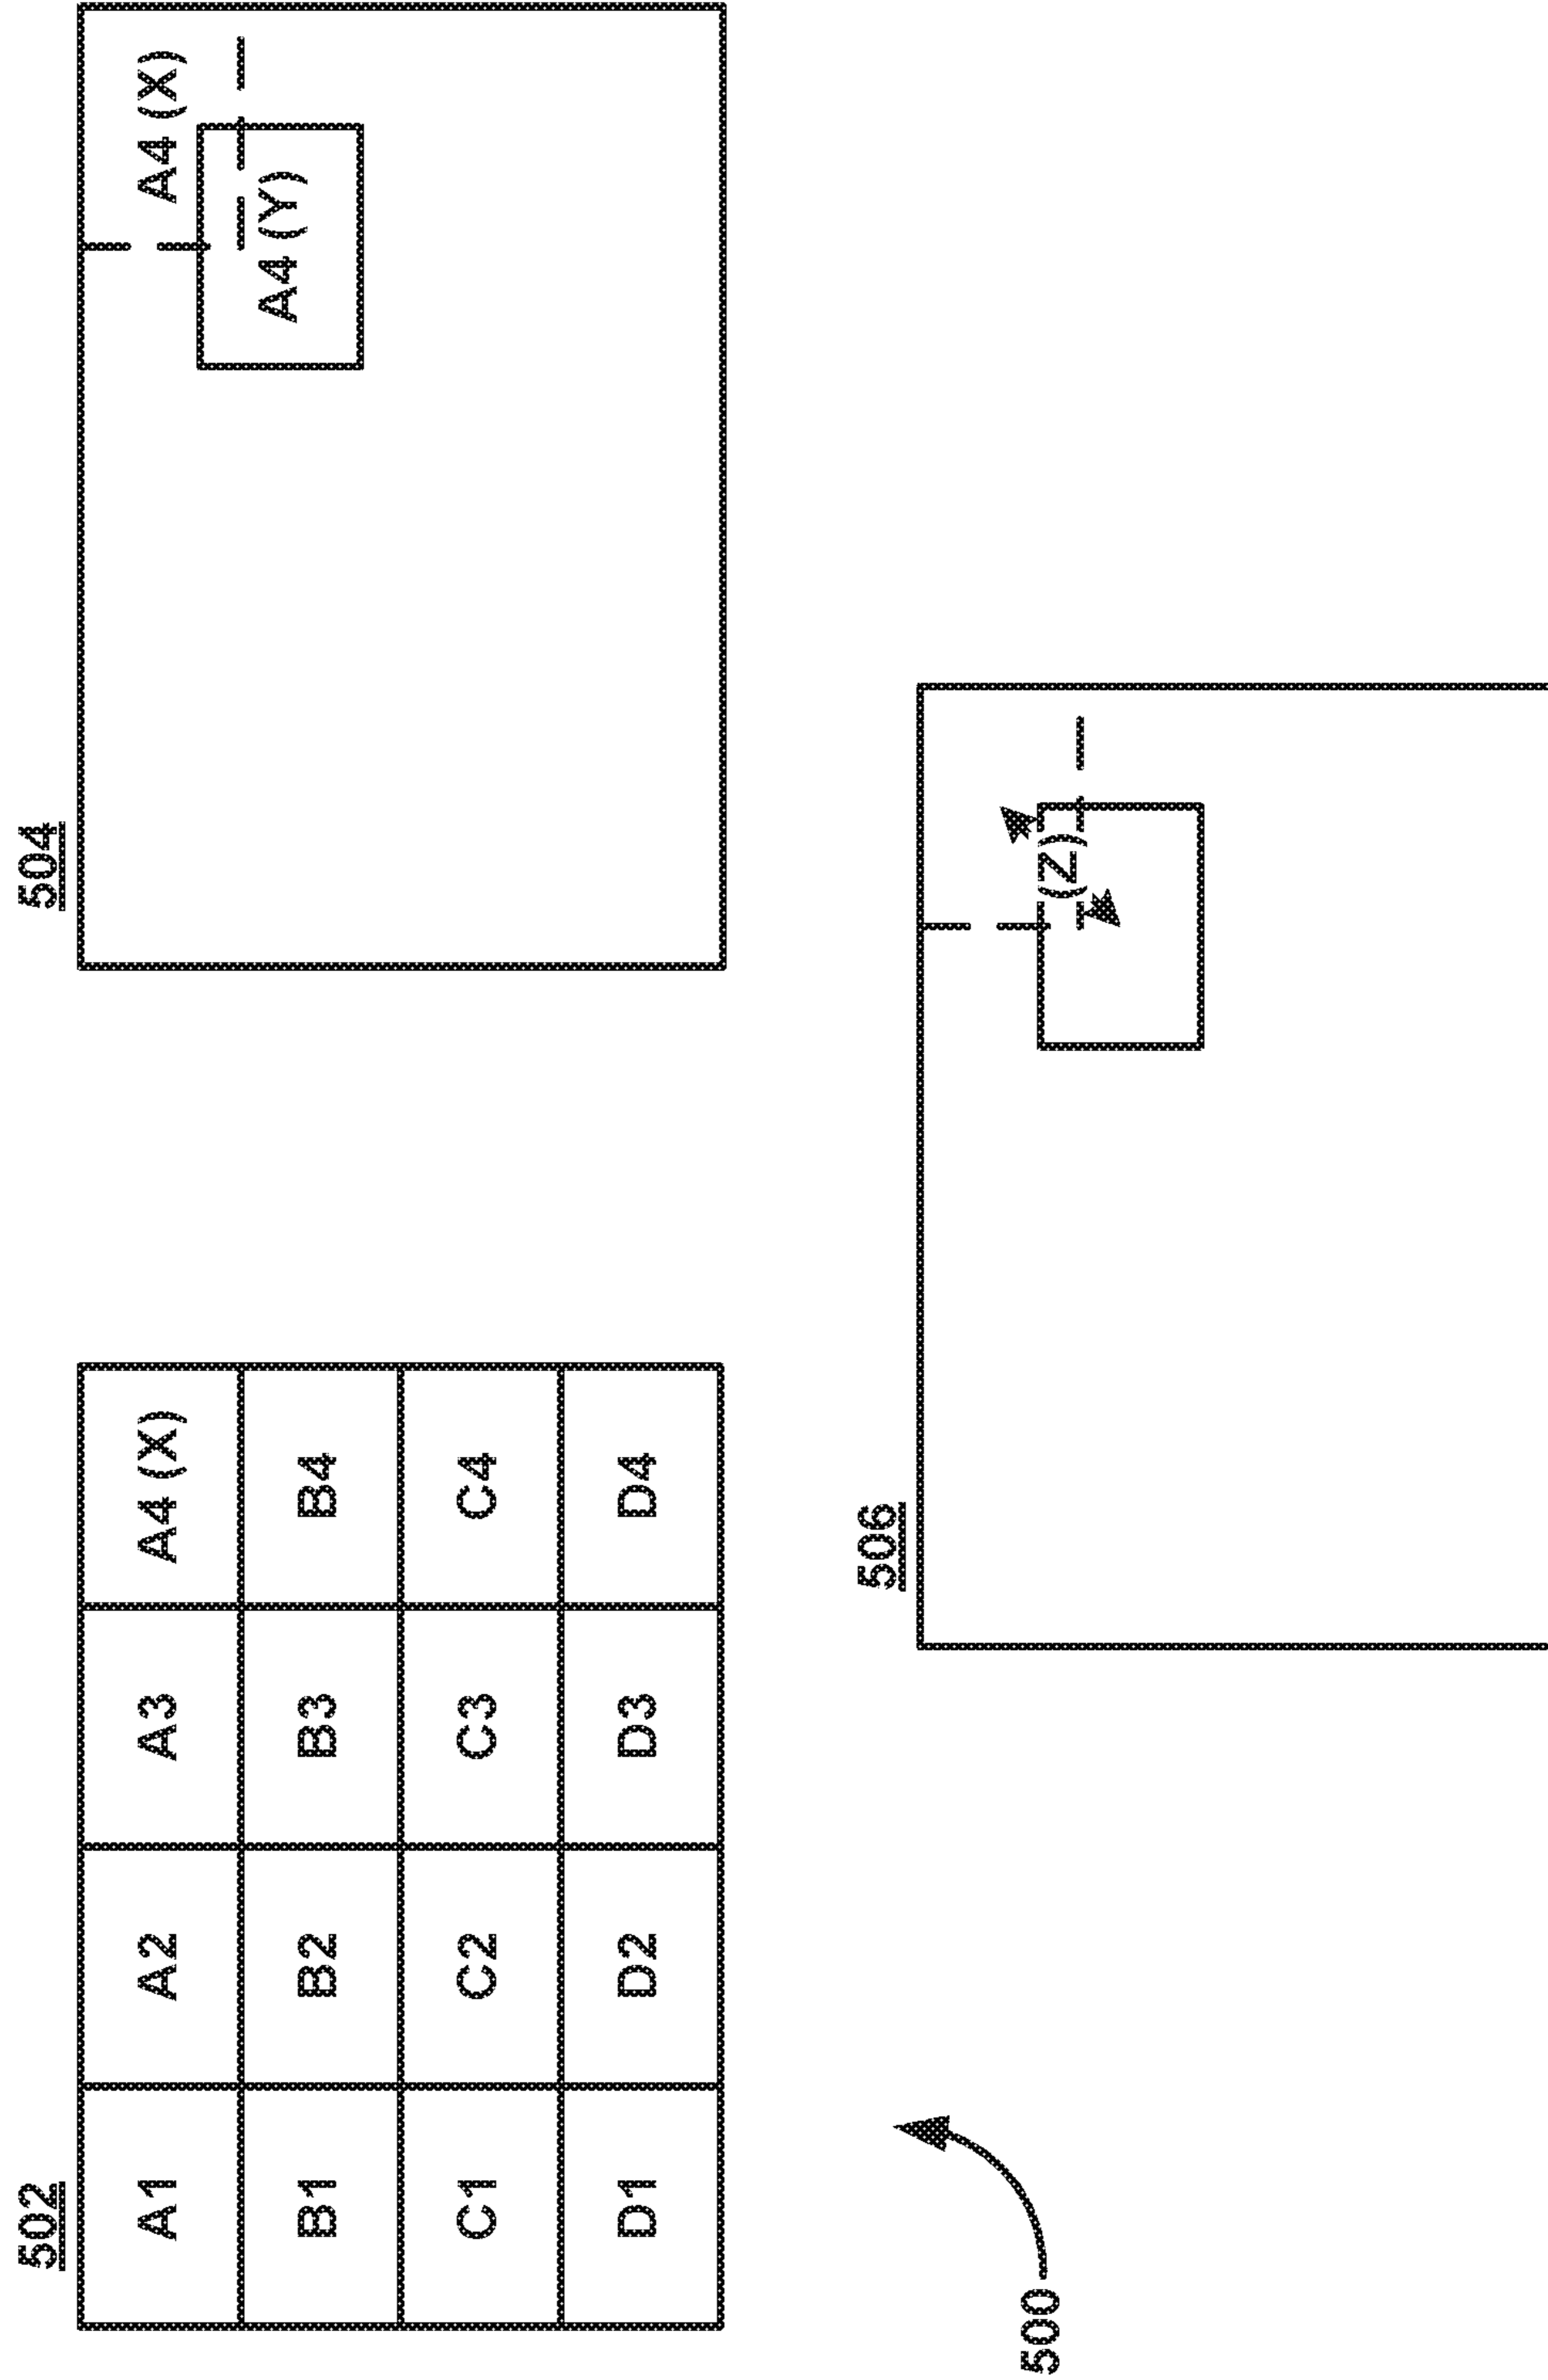 502
A1 A2 A3 A4 (X)
B1 B2 B3 B4
C1 C2 C3 C4
D1 D2 D3 D4
504
A4 (X)
A4 (Y)
500
506
(Z)